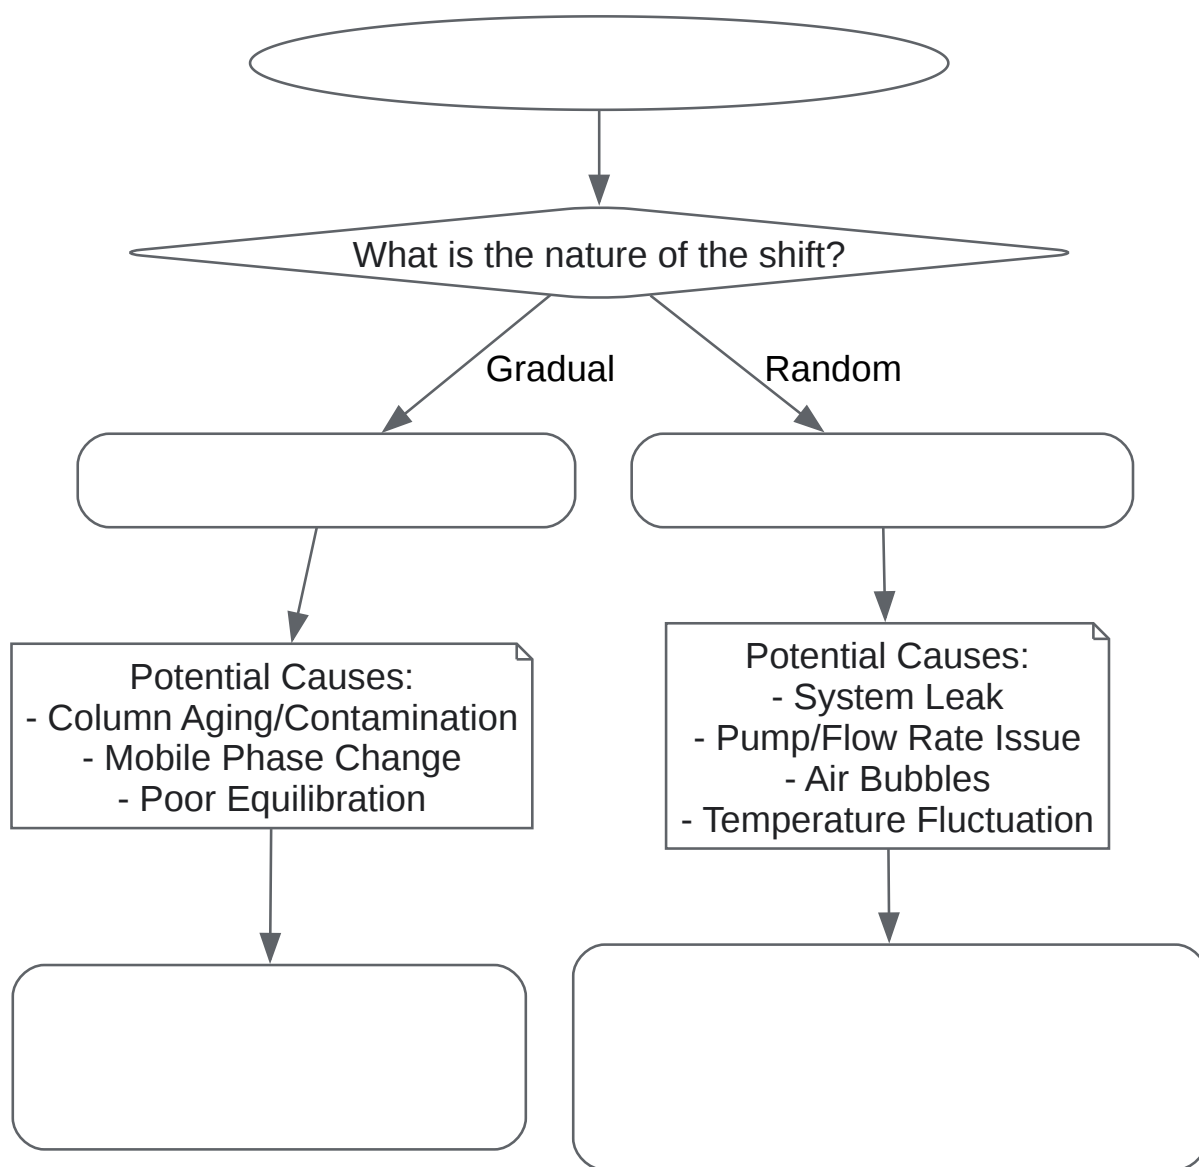 What is the nature of the shift?
Gradual
Random
Potential Causes:
- Column Aging/Contamination
- Mobile Phase Change
- Poor Equilibration
Potential Causes:
- System Leak
- Pump/Flow Rate Issue
- Air Bubbles
- Temperature Fluctuation